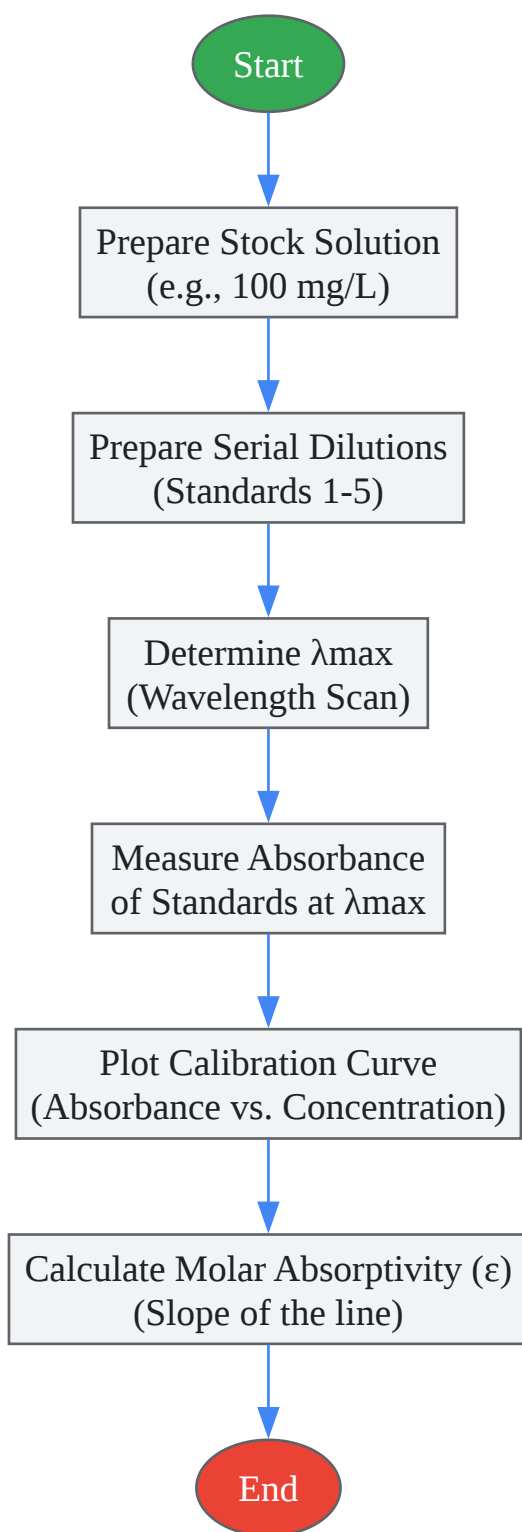 Start
Prepare Stock Solution
(e.g., 100 mg/L)
Prepare Serial Dilutions
(Standards 1-5)
Determine λmax
(Wavelength Scan)
Measure Absorbance
of Standards at λmax
Plot Calibration Curve
(Absorbance vs. Concentration)
Calculate Molar Absorptivity (ε)
(Slope of the line)
End